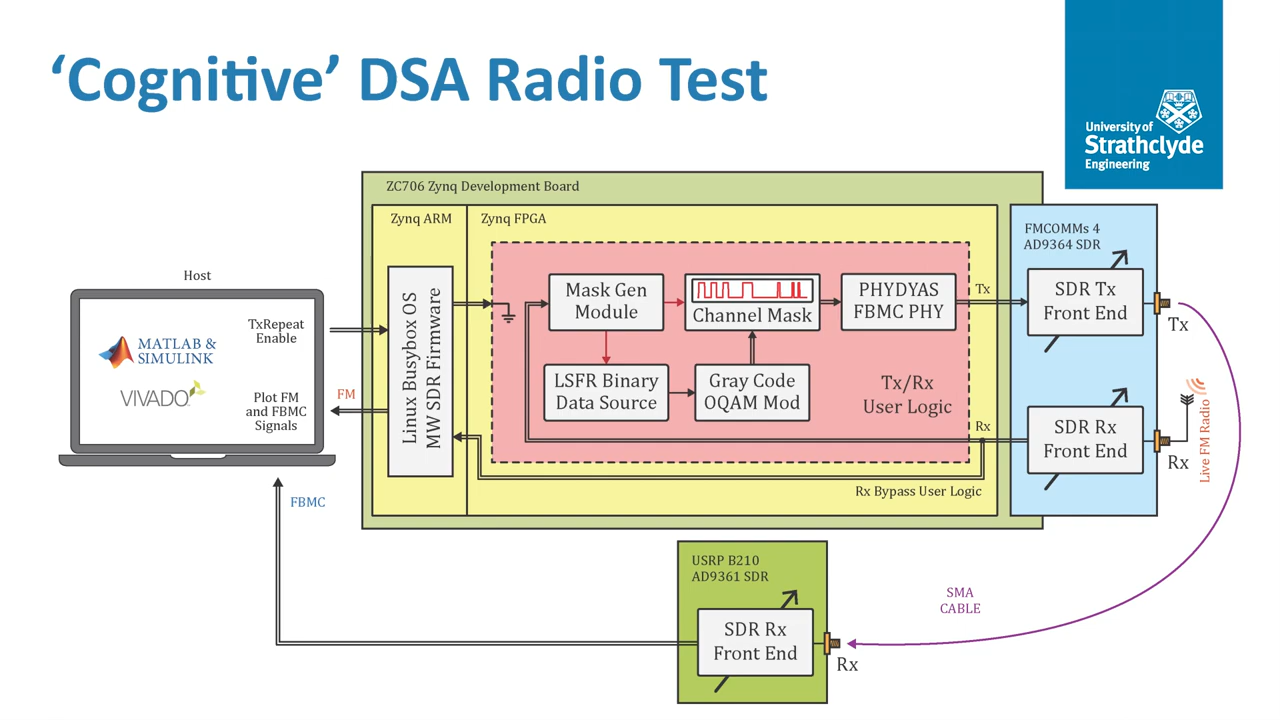 ‘Cognitive’ DSA Radio Test
University of
Strathclyde
Engineering
ZC706 Zynq Development Board
Zynq ARM
Zynq FPGA
FMCOMMs 4
AD9364 SDR
Host
TxRepeat
Enable
MATLAB &
SIMULINK
VIVADO
Plot FM
and FBMC
Signals
FM
Linux Busybox OS
MW SDR Firmware
Mask Gen
Module
Channel Mask
PHYDYAS
FBMC PHY
Tx
SDR Tx
Front End
Tx
LSFR Binary
Data Source
Gray Code
OQAM Mod
Tx/Rx
User Logic
Rx
SDR Rx
Front End
Rx
Live FM Radio
Rx Bypass User Logic
FBMC
USRP B210
AD9361 SDR
SDR Rx
Front End
Rx
SMA
CABLE